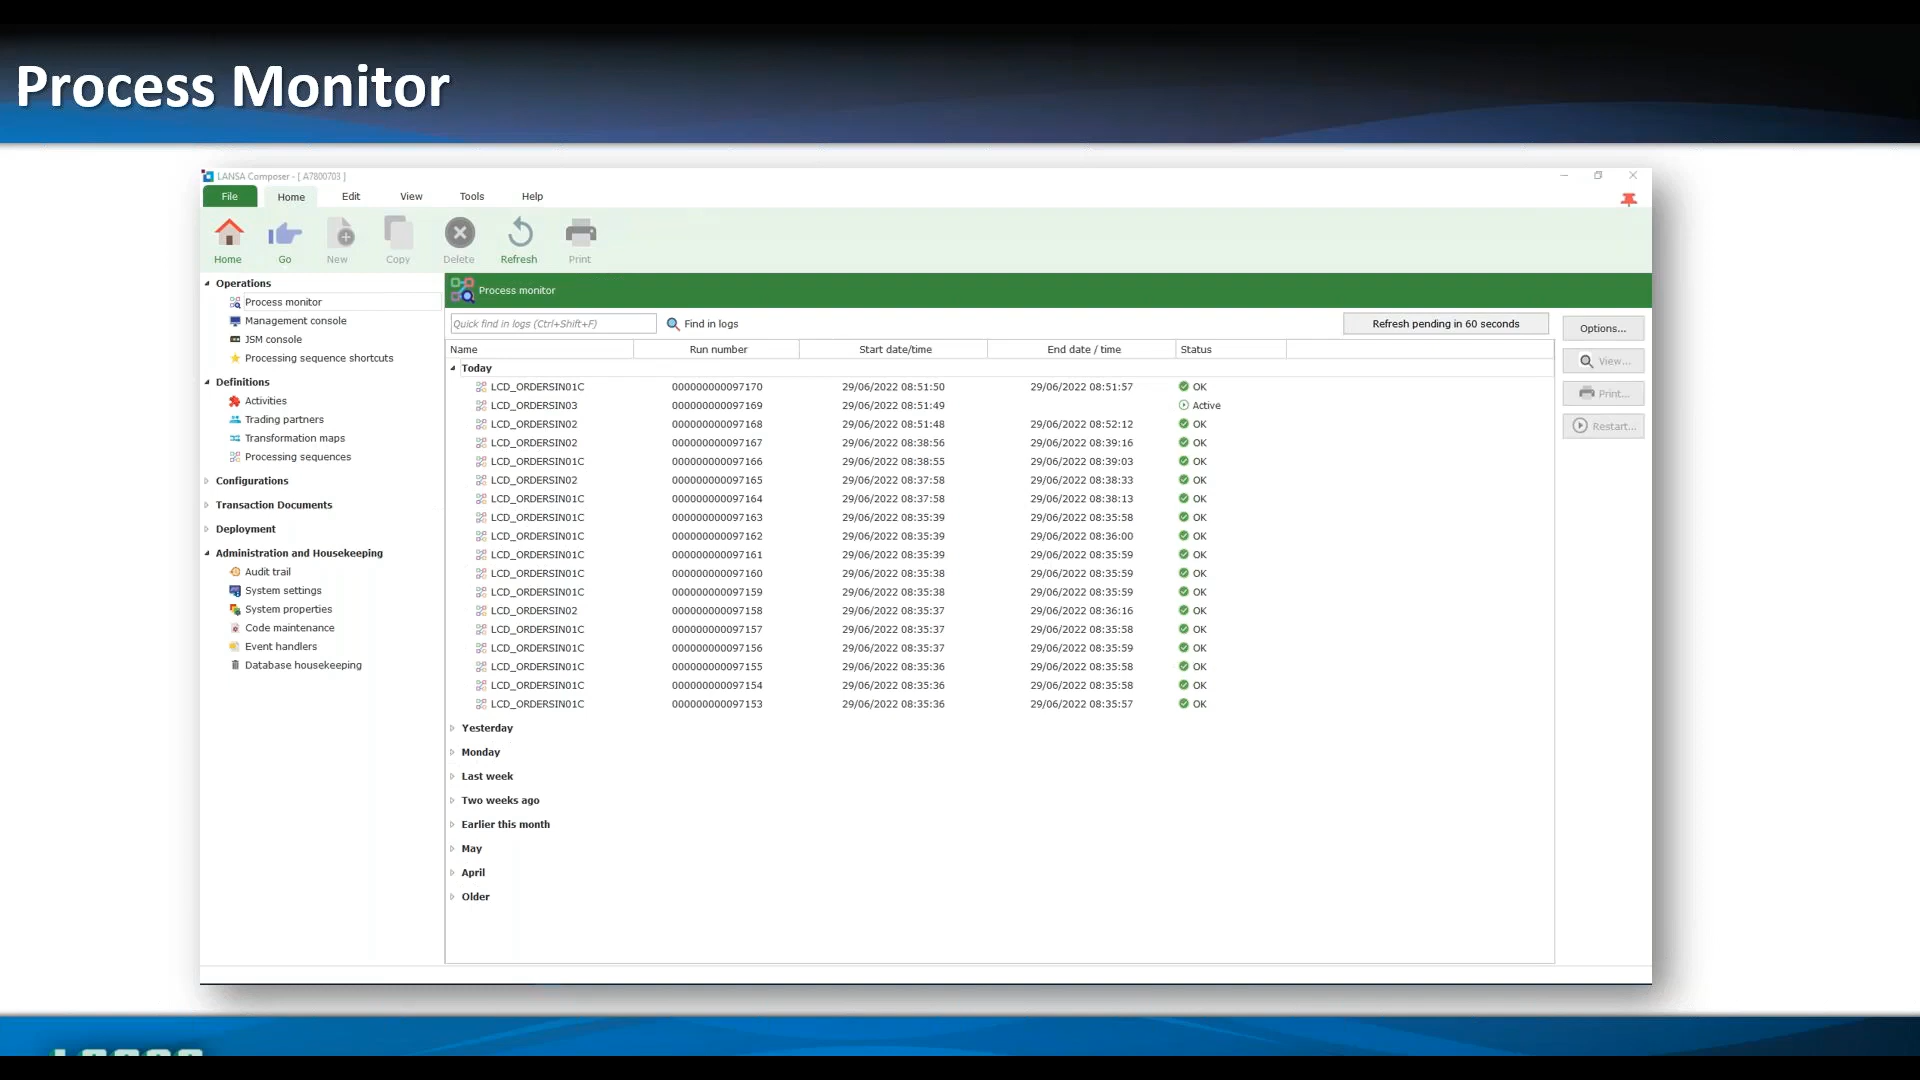 Process Monitor
LANSA Composer - [ A7800703 ]
File Home Edit View Tools Help
Home Go New Copy Delete Refresh Print
Operations
Process monitor
Management console
JSM console
Processing sequence shortcuts
Definitions
Activities
Trading partners
Transformation maps
Processing sequences
Configurations
Transaction Documents
Deployment
Administration and Housekeeping
Audit trail
System settings
System properties
Code maintenance
Event handlers
Database housekeeping
Process monitor
Quick find in logs (Ctrl+Shift+F) Find in logs Refresh pending in 60 seconds
Name Run number Start date/time End date / time Status
Today
LCD_ORDERSIN01C 000000000097170 29/06/2022 08:51:50 29/06/2022 08:51:57 OK
LCD_ORDERSIN03 000000000097169 29/06/2022 08:51:49 Active
LCD_ORDERSIN02 000000000097168 29/06/2022 08:51:48 29/06/2022 08:52:12 OK
LCD_ORDERSIN02 000000000097167 29/06/2022 08:38:56 29/06/2022 08:39:16 OK
LCD_ORDERSIN01C 000000000097166 29/06/2022 08:38:55 29/06/2022 08:39:03 OK
LCD_ORDERSIN02 000000000097165 29/06/2022 08:37:58 29/06/2022 08:38:33 OK
LCD_ORDERSIN01C 000000000097164 29/06/2022 08:37:58 29/06/2022 08:38:13 OK
LCD_ORDERSIN01C 000000000097163 29/06/2022 08:35:39 29/06/2022 08:35:58 OK
LCD_ORDERSIN01C 000000000097162 29/06/2022 08:35:39 29/06/2022 08:36:00 OK
LCD_ORDERSIN01C 000000000097161 29/06/2022 08:35:39 29/06/2022 08:35:59 OK
LCD_ORDERSIN01C 000000000097160 29/06/2022 08:35:38 29/06/2022 08:35:59 OK
LCD_ORDERSIN01C 000000000097159 29/06/2022 08:35:38 29/06/2022 08:35:59 OK
LCD_ORDERSIN02 000000000097158 29/06/2022 08:35:37 29/06/2022 08:36:16 OK
LCD_ORDERSIN01C 000000000097157 29/06/2022 08:35:37 29/06/2022 08:35:58 OK
LCD_ORDERSIN01C 000000000097156 29/06/2022 08:35:37 29/06/2022 08:35:59 OK
LCD_ORDERSIN01C 000000000097155 29/06/2022 08:35:36 29/06/2022 08:35:58 OK
LCD_ORDERSIN01C 000000000097154 29/06/2022 08:35:36 29/06/2022 08:35:58 OK
LCD_ORDERSIN01C 000000000097153 29/06/2022 08:35:36 29/06/2022 08:35:57 OK
Yesterday
Monday
Last week
Two weeks ago
Earlier this month
May
April
Older
Options...
View...
Print...
Restart...